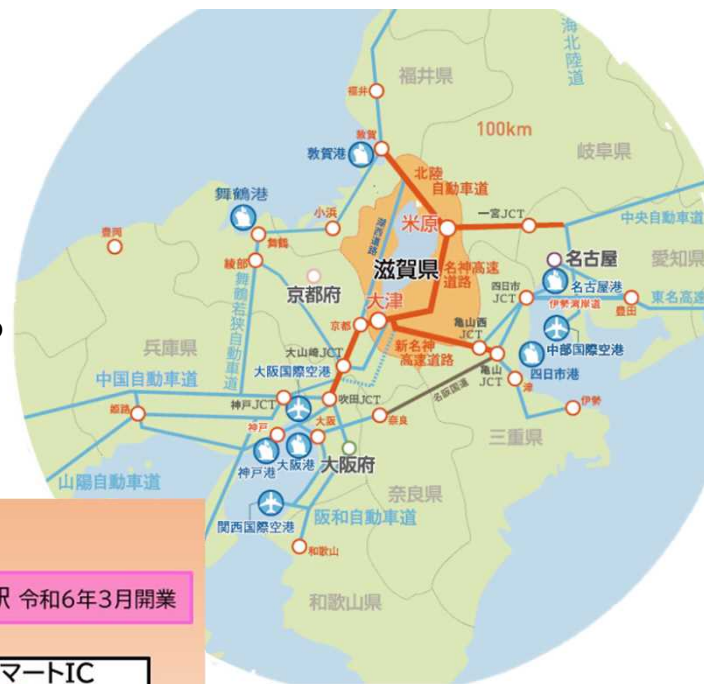 海北陸道
福井県
福井
100km
岐阜県
敦賀
敦賀港
北陸
自動車道
舞鶴港
小浜
米原
一宮JCT
中央自動車道
豊岡
舞鶴
湖西道路
綾部
滋賀県
名神高速
道路
名古屋
愛知県
四日市
JCT
名古屋港
京都府
大津
伊勢湾岸道
東名高速
豊田
舞鶴若狭自動車道
京都
亀山西
JCT
中部国際空港
兵庫県
大山崎JCT
新名神
高速道路
四日市港
大阪国際空港
亀山
JCT
中国自動車道
名阪国道
津
神戸JCT
吹田JCT
伊勢
姫路
神戸
大阪
奈良
三重県
神戸港
大阪港
大阪府
山陽自動車道
奈良県
関西国際空港
阪和自動車道
和歌山
駅 令和6年3月開業
和歌山県
マートIC